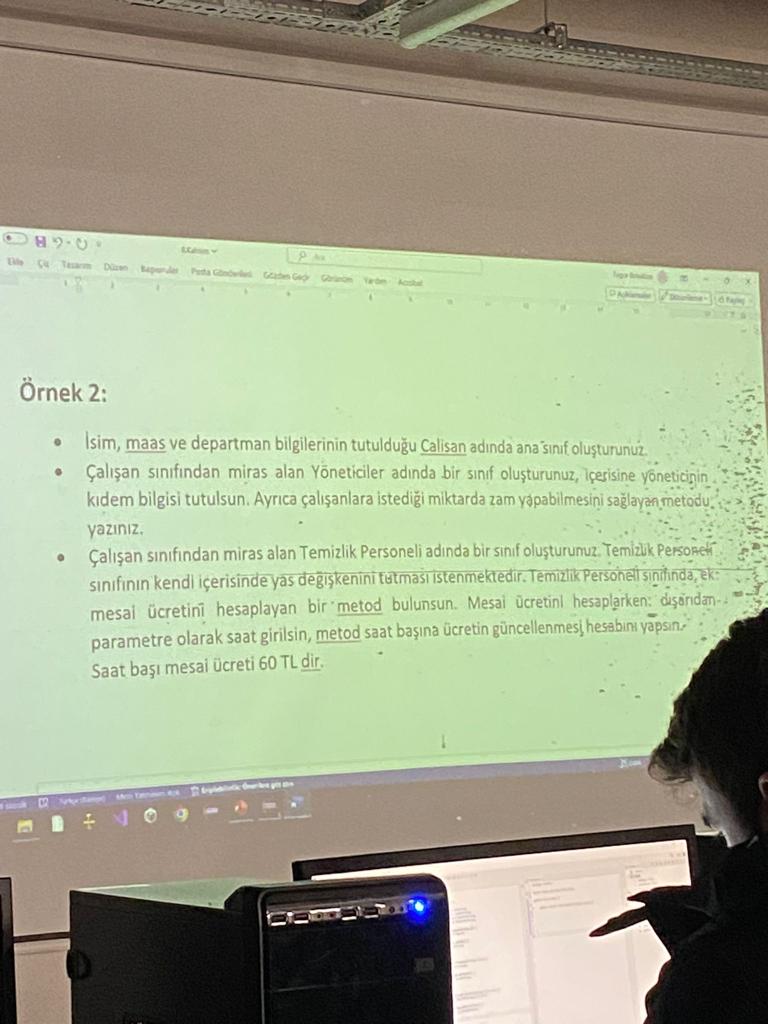 Ara
Ekle Çiz Tasarım Düzen Başvurular Posta Gönderileri Gözden Geçir Görünüm Yardım Acrobat
Açıklamalar Düzenleme Paylaş
Örnek 2:
• İsim, maas ve departman bilgilerinin tutulduğu Calisan adında ana sınıf oluşturunuz.
• Çalışan sınıfından miras alan Yöneticiler adında bir sınıf oluşturunuz, içerisine yöneticinin
kıdem bilgisi tutulsun. Ayrıca çalışanlara istediği miktarda zam yapabilmesini sağlayan metodu
yazınız.
• Çalışan sınıfından miras alan Temizlik Personeli adında bir sınıf oluşturunuz. Temizlik Personeli
sınıfının kendi içerisinde yas değişkenini tutması istenmektedir. Temizlik Personeli sınıfında, ek
mesai ücretini hesaplayan bir metod bulunsun. Mesai ücretini hesaplarken: dışarıdan
parametre olarak saat girilsin, metod saat başına ücretin güncellenmesi hesabını yapsın.
Saat başı mesai ücreti 60 TL dir.